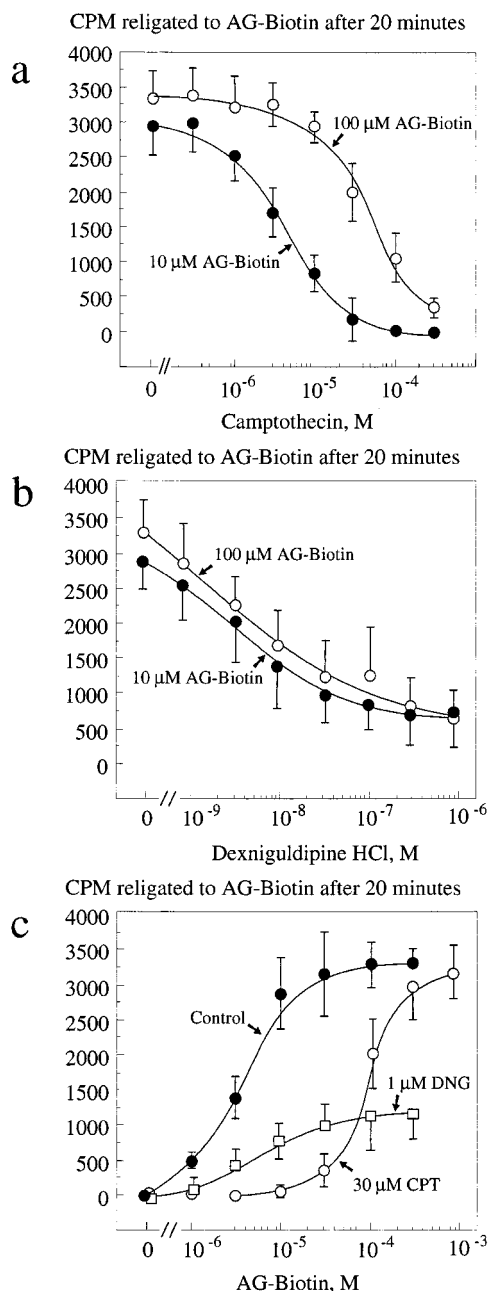 CPM religated to AG-Biotin after 20 minutes
a
4000
3500
3000
2500
2000
1500
1000
500
0
100 µM AG-Biotin
10 µM AG-Biotin
0 // 10-6 10-5 10-4
Camptothecin, M
CPM religated to AG-Biotin after 20 minutes
b
4000
3500
3000
2500
2000
1500
1000
500
0
100 µM AG-Biotin
10 µM AG-Biotin
0 // 10-9 10-8 10-7 10-6
Dexniguldipine HCl, M
CPM religated to AG-Biotin after 20 minutes
c
4000
3500
3000
2500
2000
1500
1000
500
0
Control
1 µM DNG
30 µM CPT
0 // 10-6 10-5 10-4 10-3
AG-Biotin, M